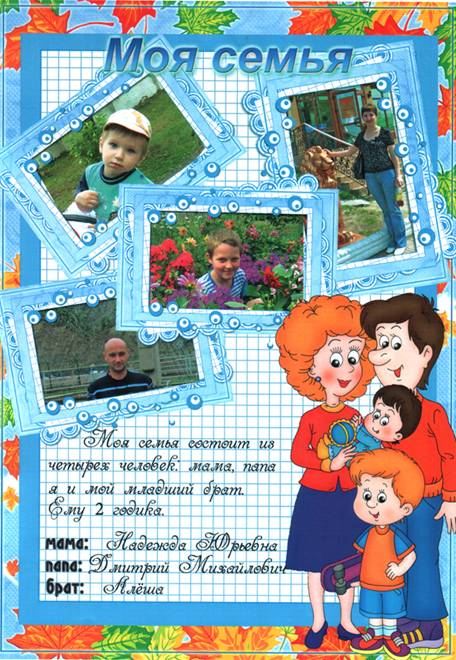 Моя семья
Моя семья состоит из
четырех человек: мама, папа
я и мой младший брат.
Ему 2 годика.
мама: Надежда Юрьевна
папа: Дмитрий Михайлович
брат: Алёша